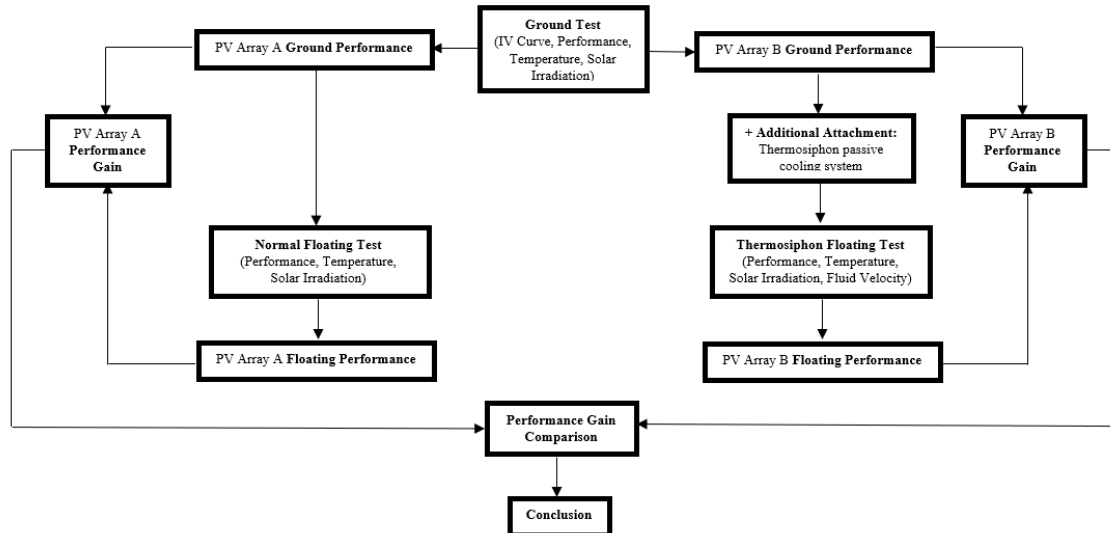 Ground Test
(IV Curve, Performance,
Temperature, Solar
Irradiation)
PV Array A Ground Performance
PV Array B Ground Performance
PV Array A
Performance
Gain
+ Additional Attachment:
Thermosiphon passive
cooling system
PV Array B
Performance
Gain
Normal Floating Test
(Performance, Temperature,
Solar Irradiation)
Thermosiphon Floating Test
(Performance, Temperature,
Solar Irradiation, Fluid Velocity)
PV Array A Floating Performance
PV Array B Floating Performance
Performance Gain
Comparison
Conclusion